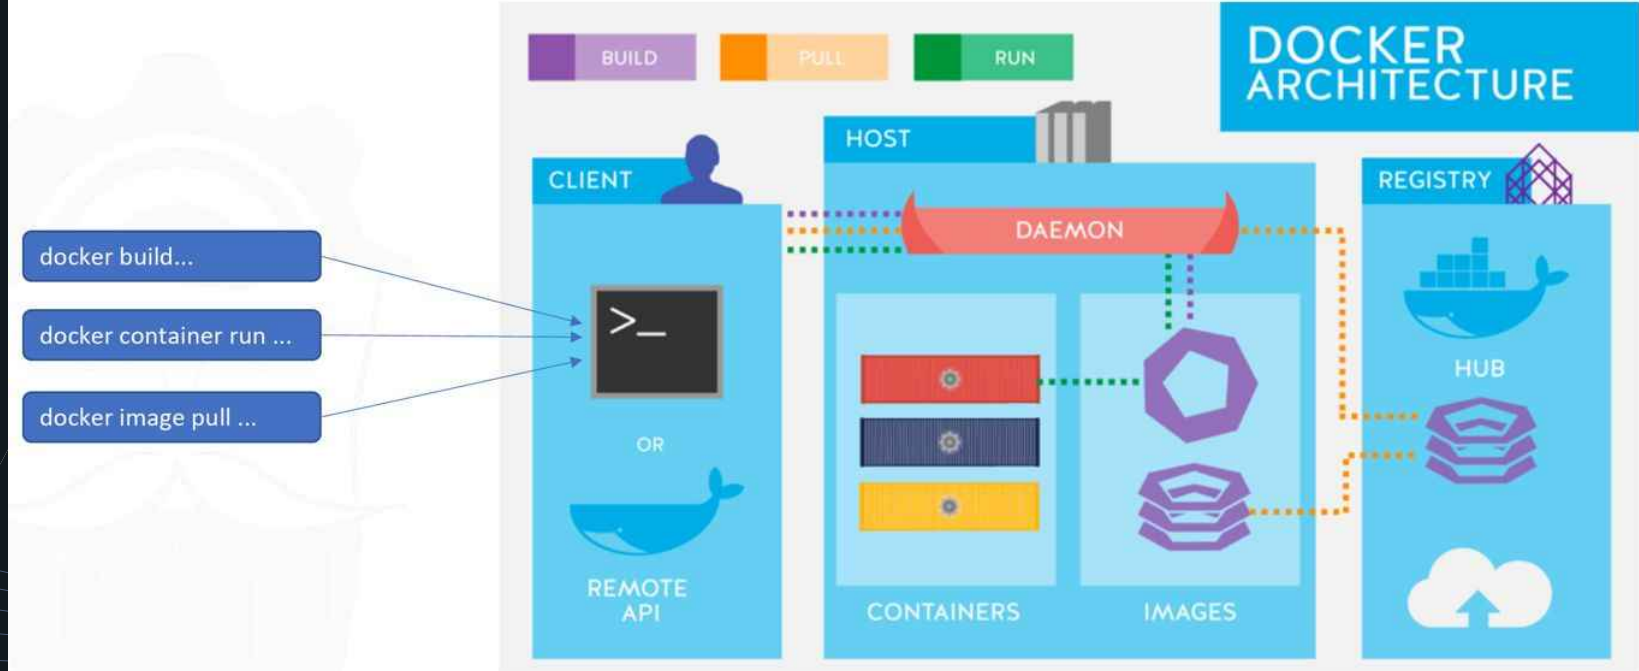 BUILD
PULL
RUN
DOCKER
ARCHITECTURE
HOST
CLIENT
REGISTRY
DAEMON
docker build...
docker container run ...
docker image pull ...
>_
OR
REMOTE
API
CONTAINERS
IMAGES
HUB